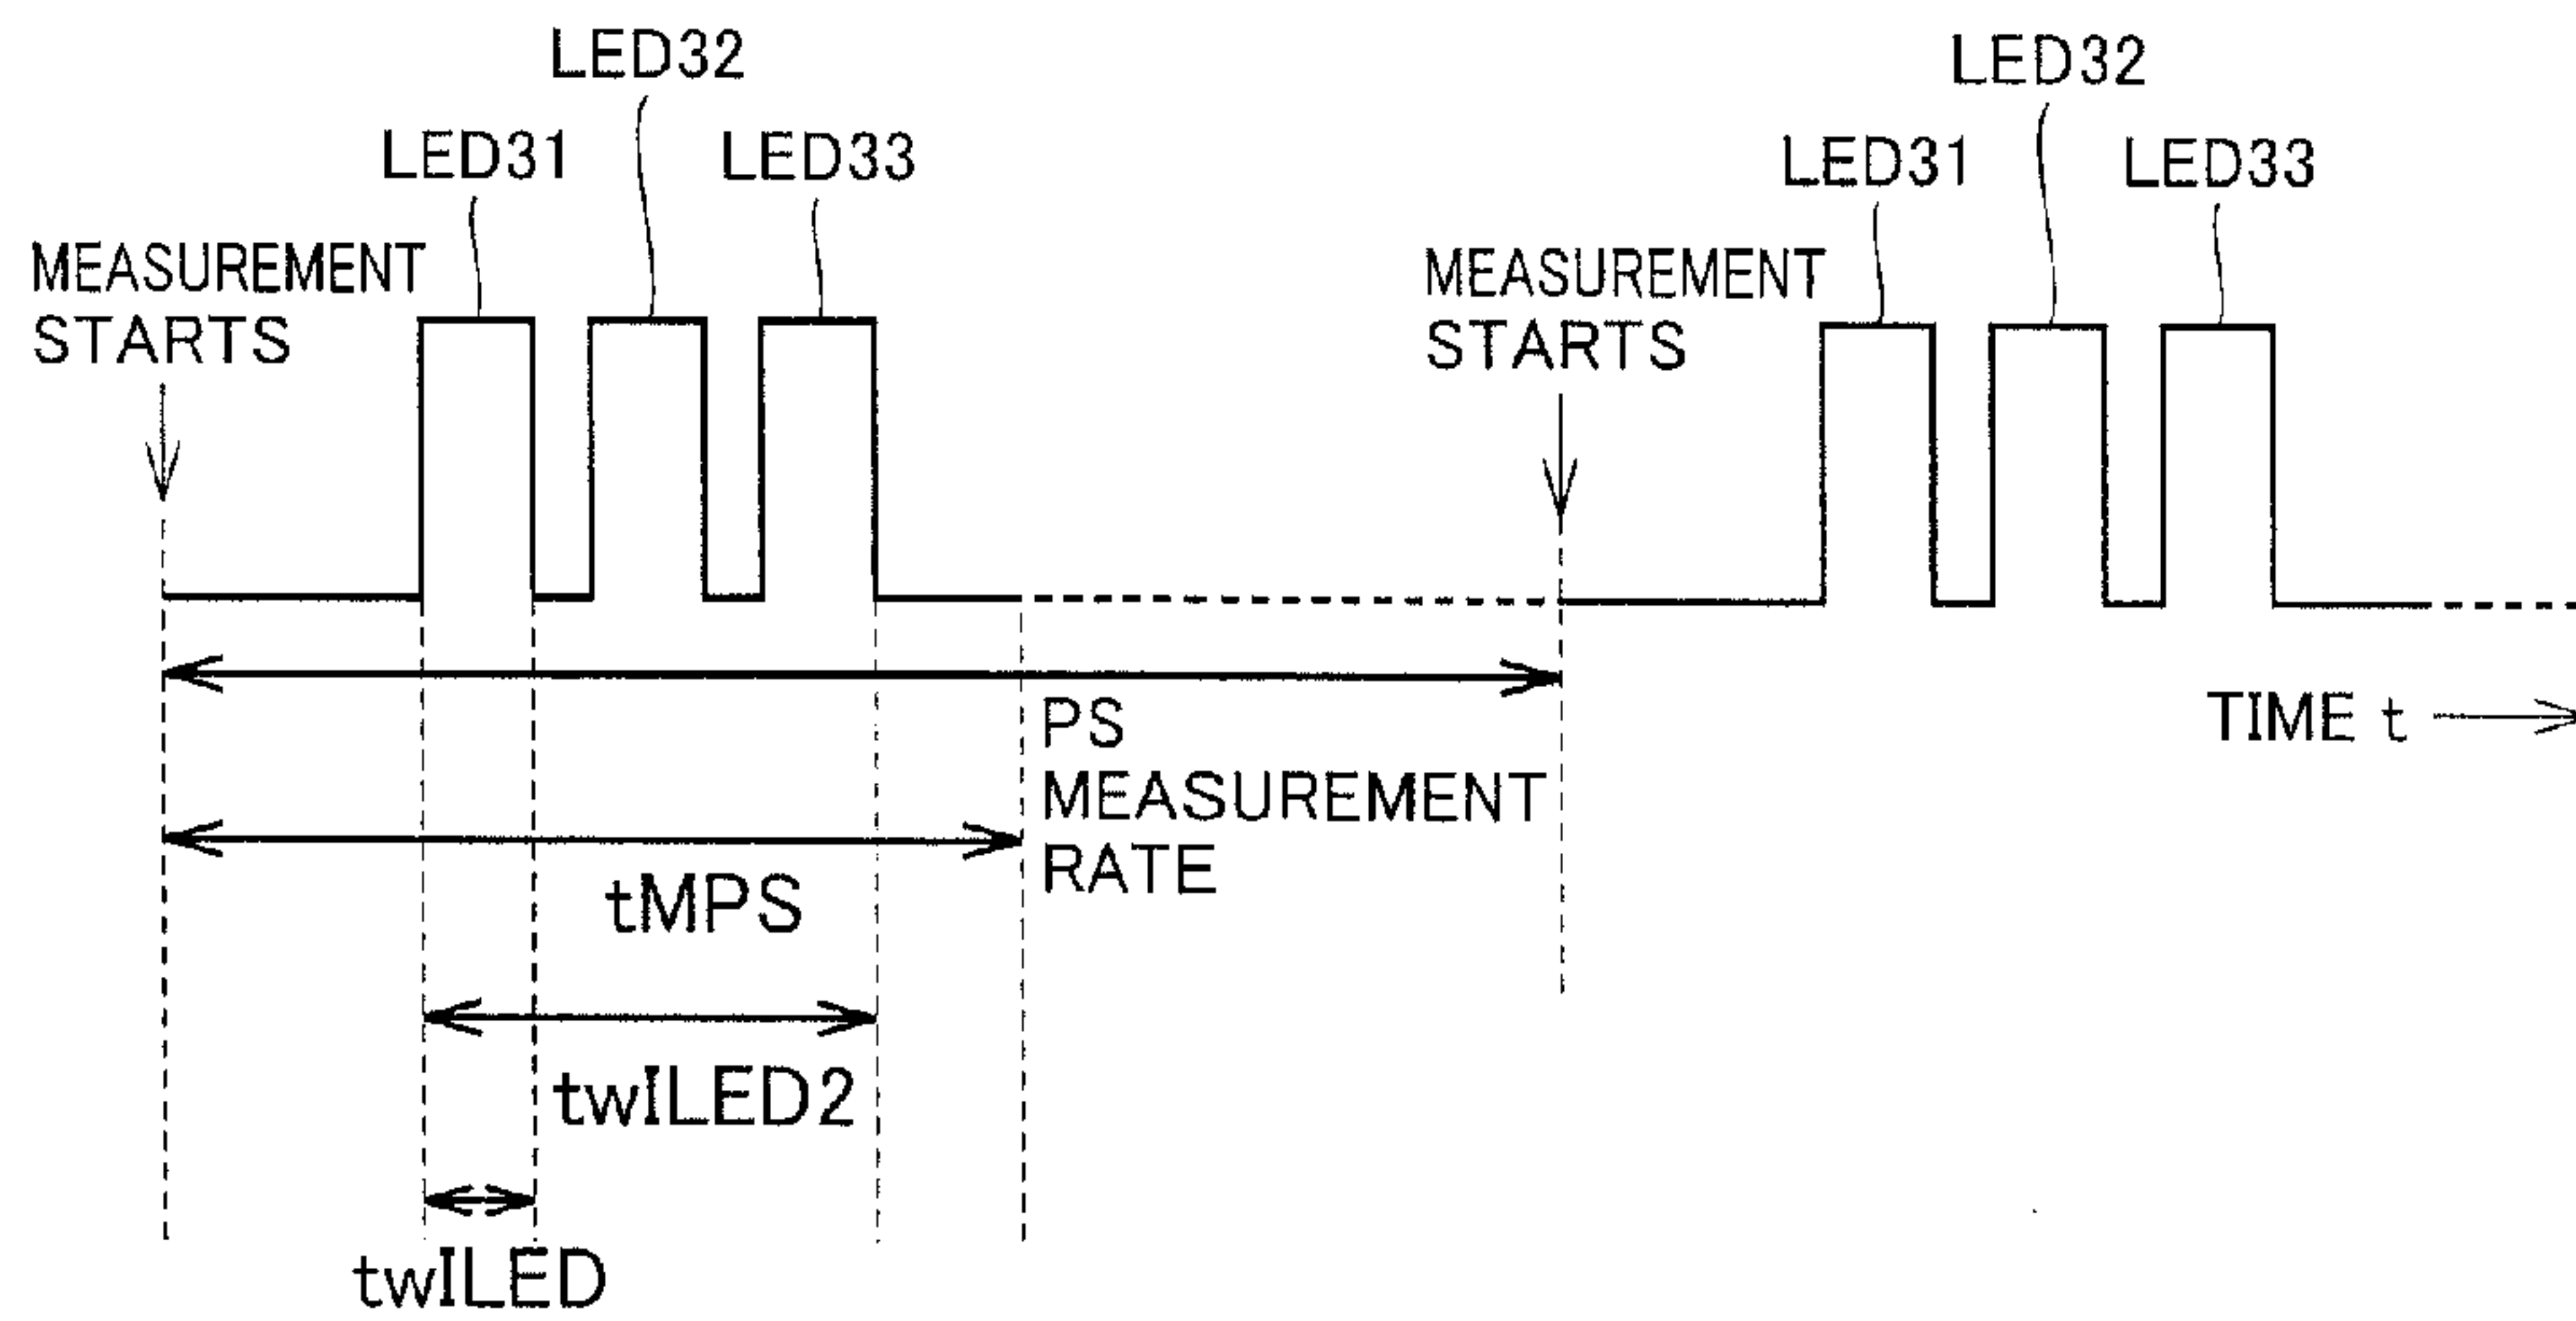 LED32
LED31
LED33
MEASUREMENT
STARTS
LED32
LED31
LED33
MEASUREMENT
STARTS
PS
MEASUREMENT
RATE
TIME t
tMPS
twILED2
twILED